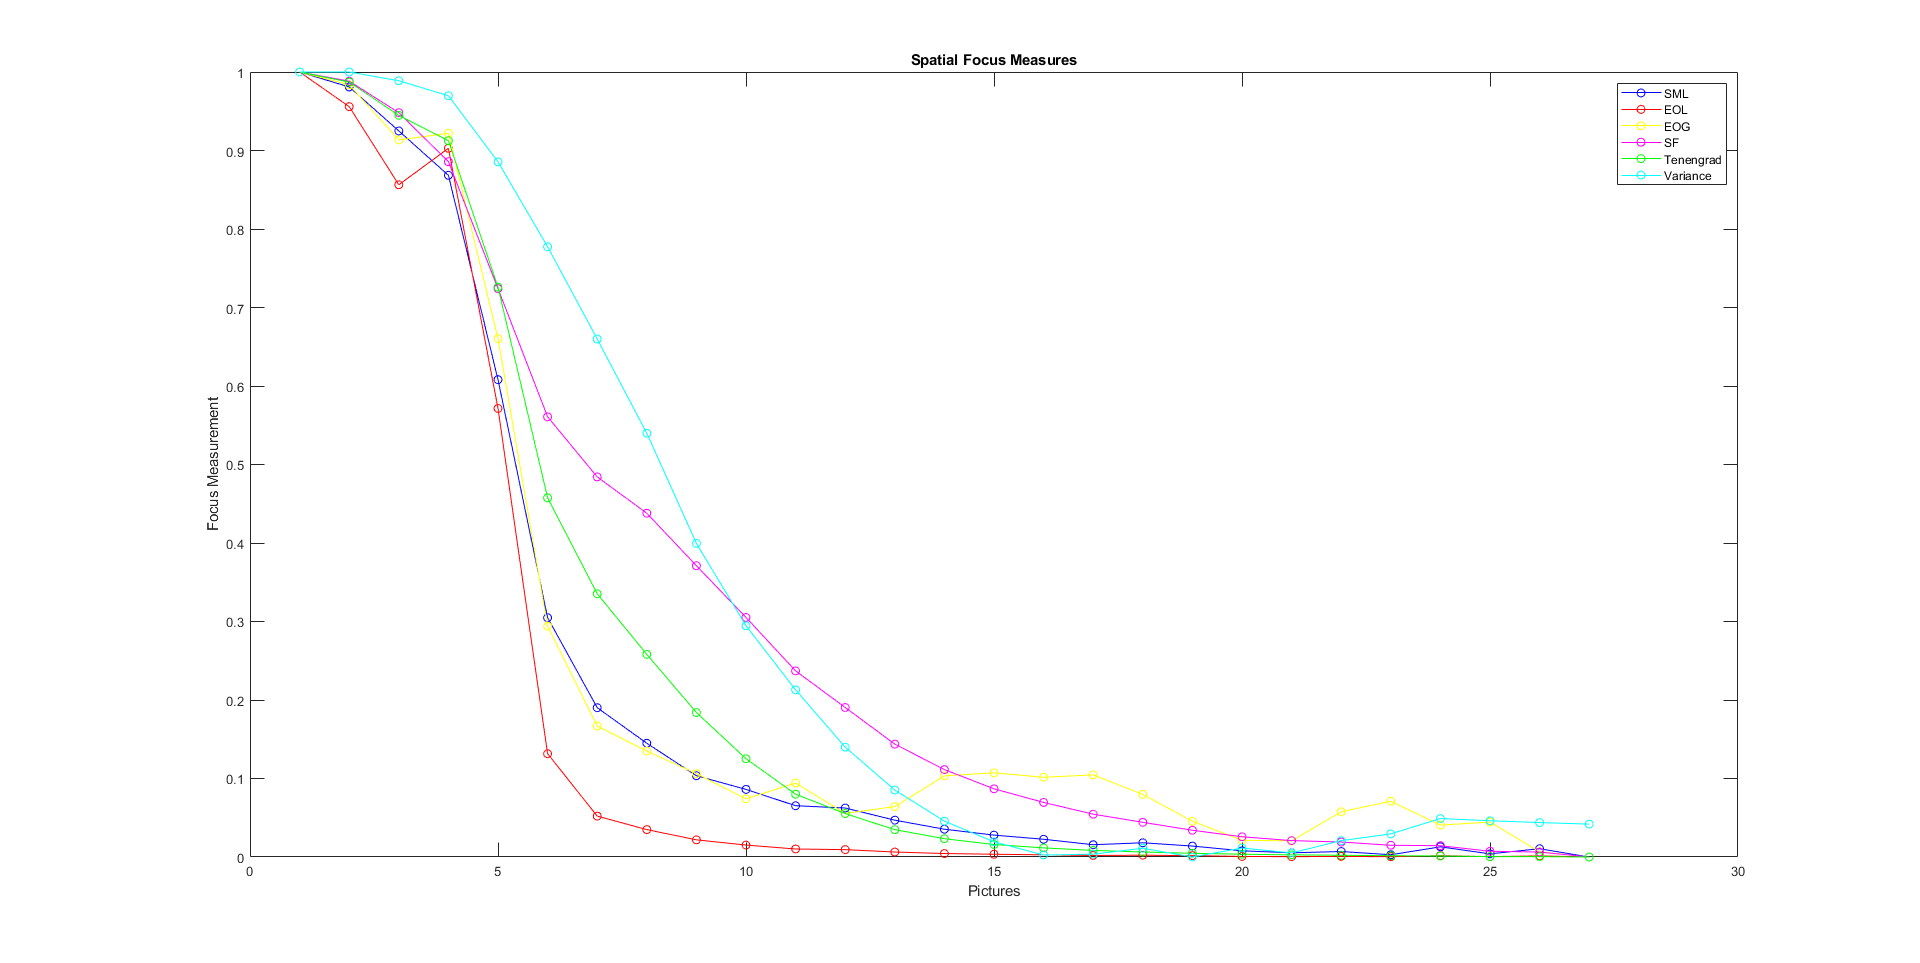 Spatial Focus Measures
1
0.9
0.8
0.7
0.6
0.5
0.4
0.3
0.2
0.1
0
Focus Measurement
SML
EOL
EOG
SF
Tenengrad
Variance
0 5 10 15 20 25 30
Pictures